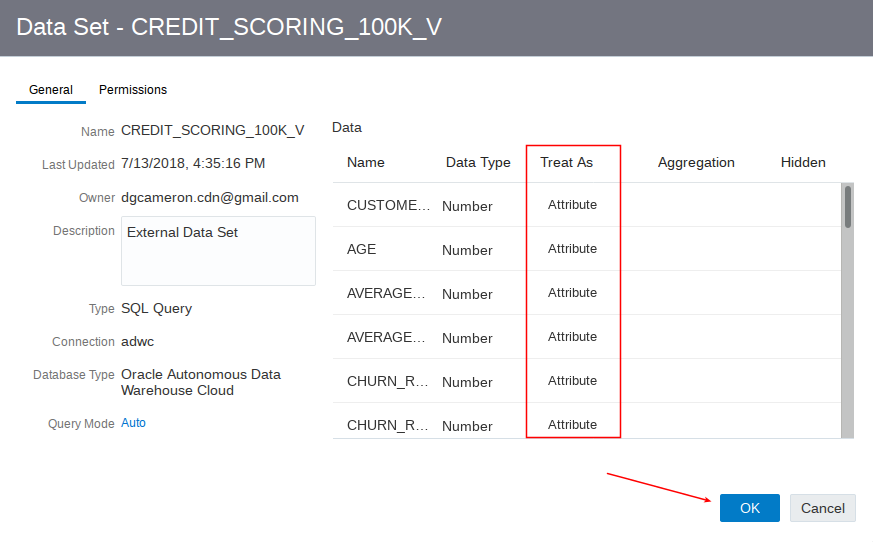 Data Set - CREDIT_SCORING_100K_V
General Permissions
Name CREDIT_SCORING_100K_V
Last Updated 7/13/2018, 4:35:16 PM
Owner dgcameron.cdn@gmail.com
Description External Data Set
Type SQL Query
Connection adwc
Database Type Oracle Autonomous Data
Warehouse Cloud
Query Mode Auto
Data
Name Data Type Treat As Aggregation Hidden
CUSTOME... Number Attribute
AGE Number Attribute
AVERAGE... Number Attribute
AVERAGE... Number Attribute
CHURN_R... Number Attribute
CHURN_R... Number Attribute
OK Cancel